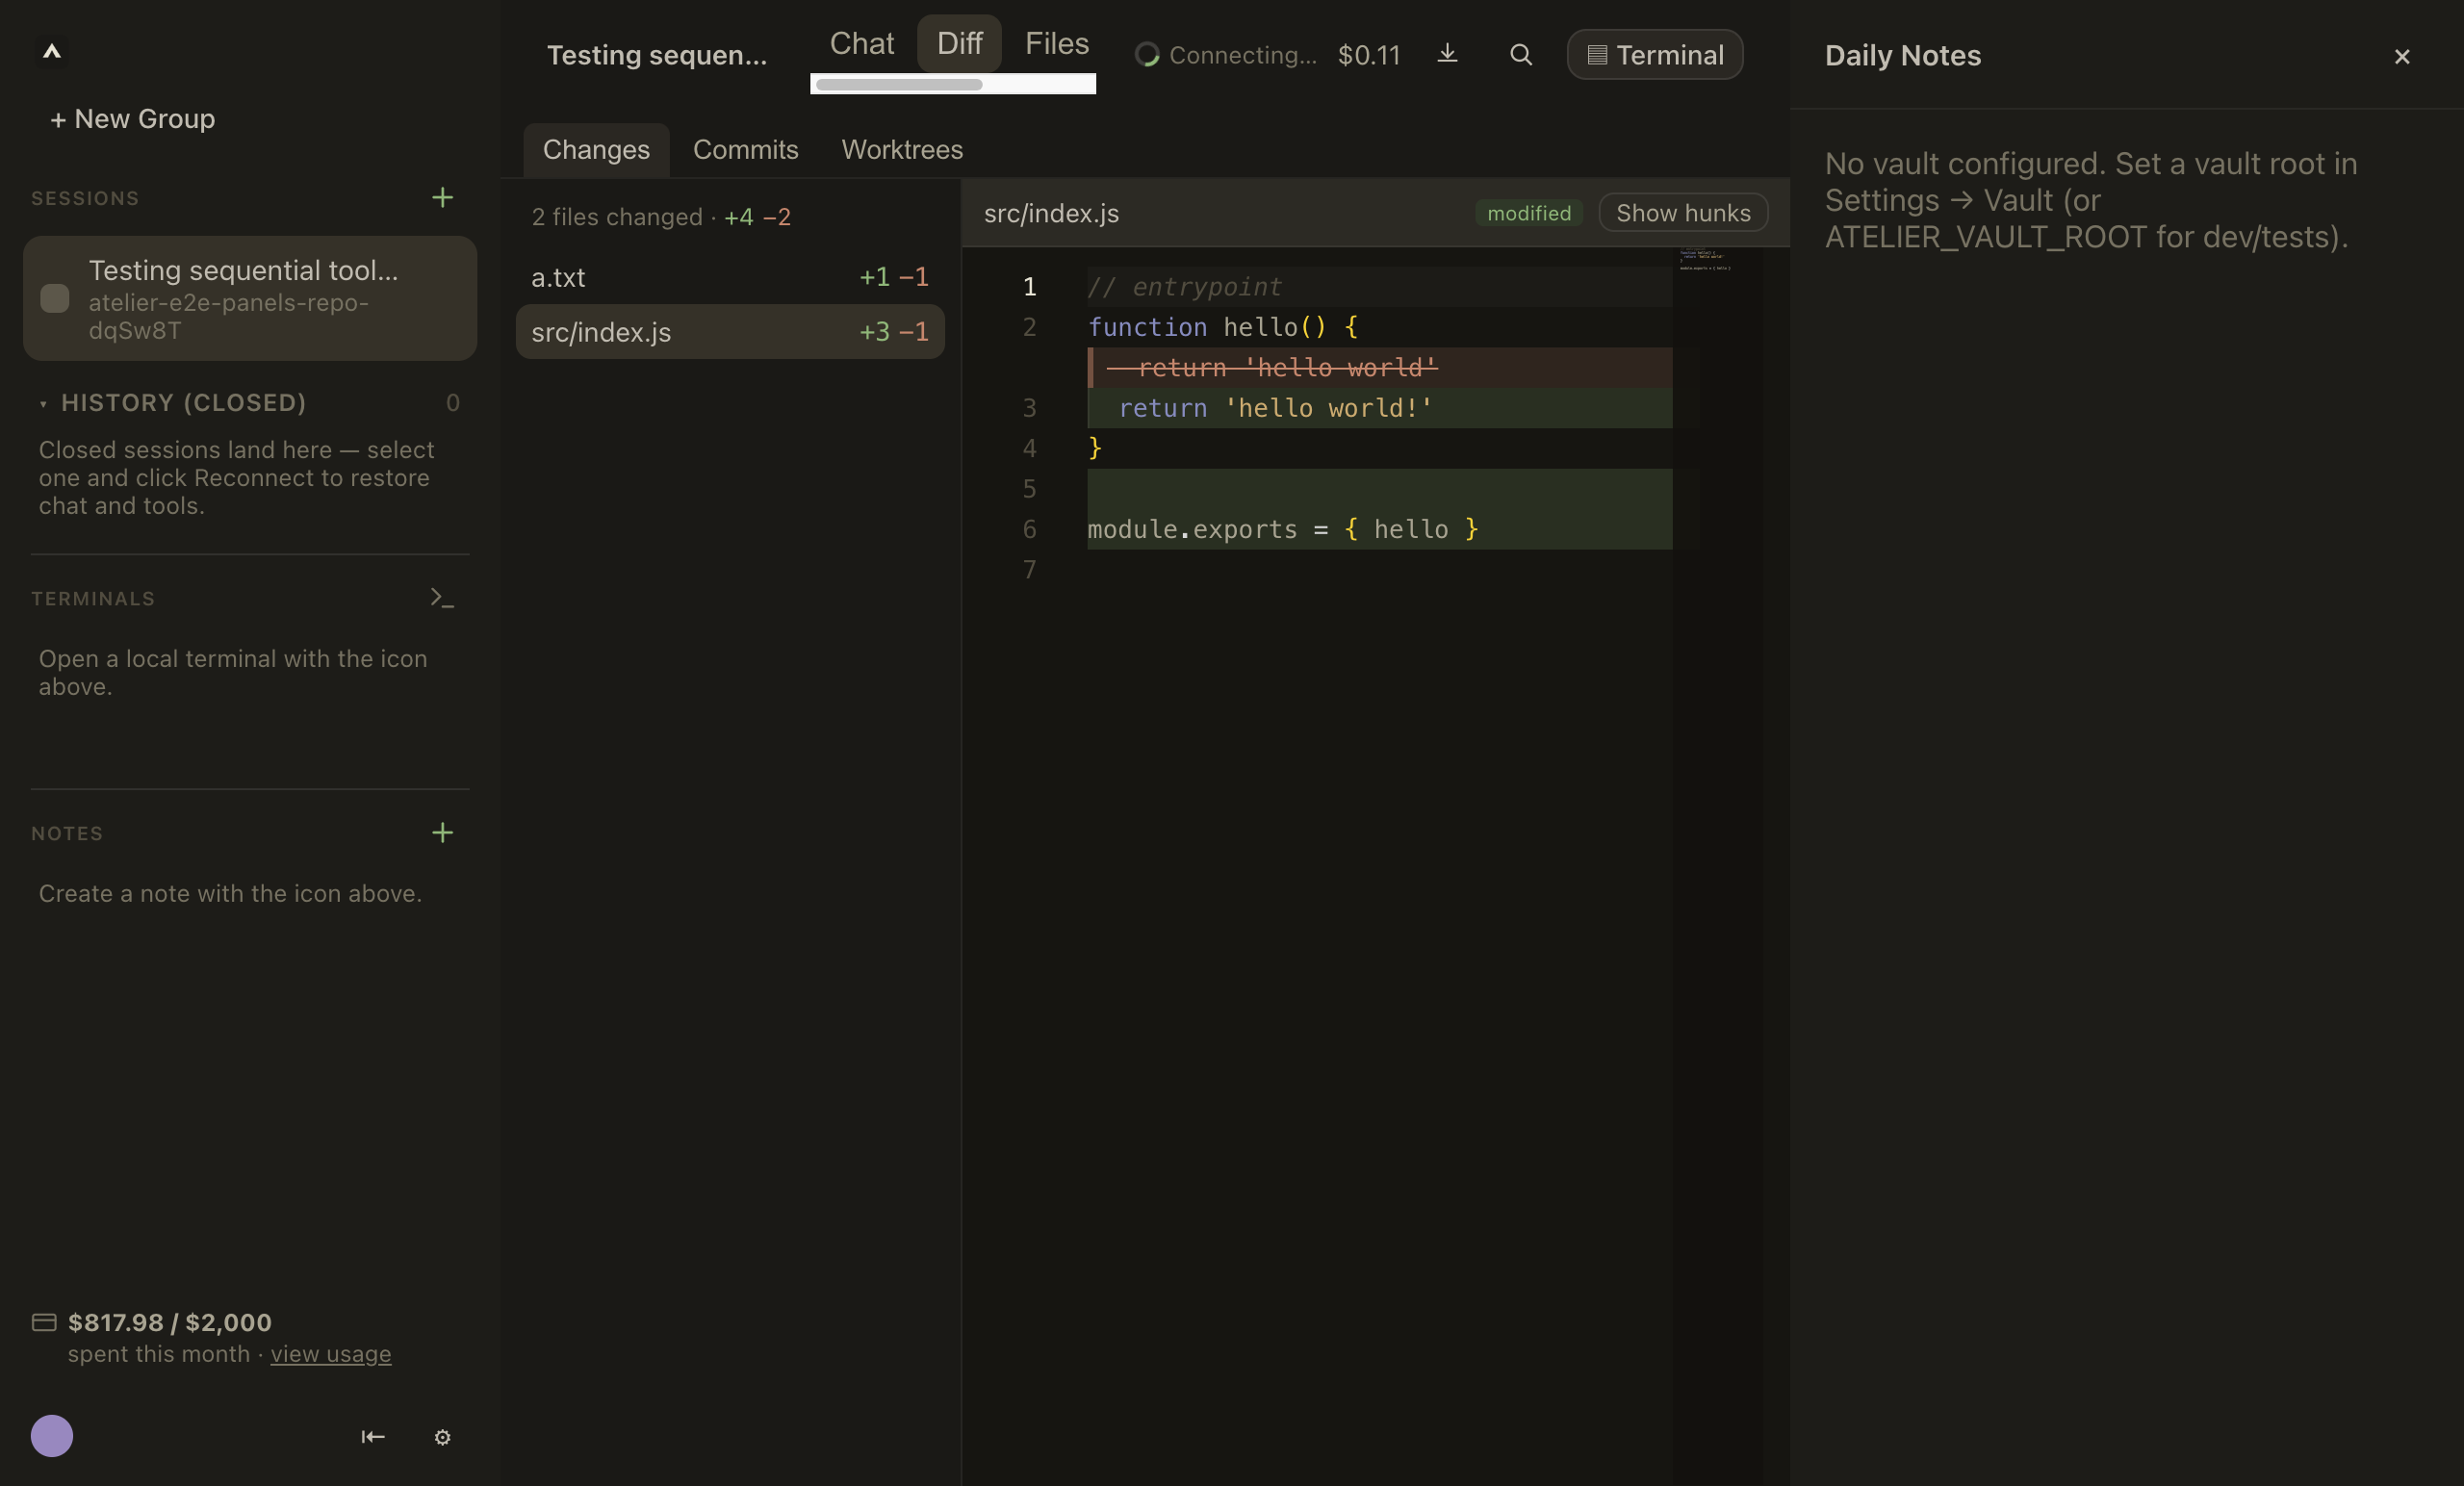 + New Group
SESSIONS
Testing sequential tool...
atelier-e2e-panels-repo-
dqSw8T
HISTORY (CLOSED) 0
Closed sessions land here — select
one and click Reconnect to restore
chat and tools.
TERMINALS
Open a local terminal with the icon
above.
NOTES
Create a note with the icon above.
$817.98 / $2,000
spent this month · view usage
Testing sequen... Chat Diff Files Connecting... $0.11 Terminal
Changes Commits Worktrees
2 files changed · +4 −2
a.txt +1 −1
src/index.js +3 −1
src/index.js modified Show hunks
1 // entrypoint
2 function hello() {
return 'hello world'
3 return 'hello world!'
4 }
5
6 module.exports = { hello }
7
Daily Notes ×
No vault configured. Set a vault root in
Settings → Vault (or
ATELIER_VAULT_ROOT for dev/tests).